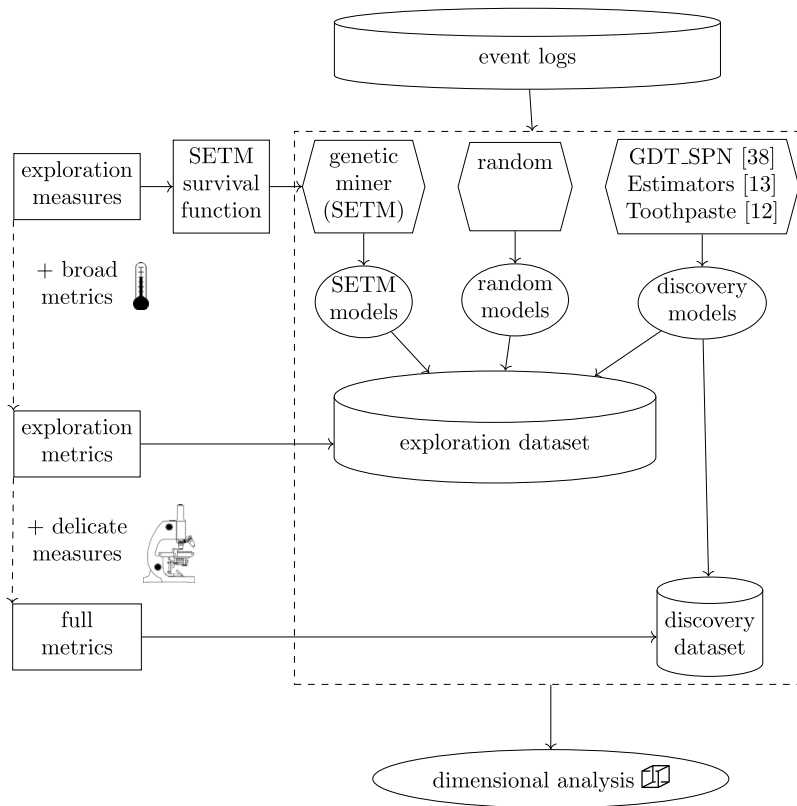 event logs
exploration
measures
SETM
survival
function
genetic
miner
(SETM)
random
GDT_SPN [38]
Estimators [13]
Toothpaste [12]
+ broad
metrics
SETM
models
random
models
discovery
models
exploration
metrics
exploration dataset
+ delicate
measures
full
metrics
discovery
dataset
dimensional analysis